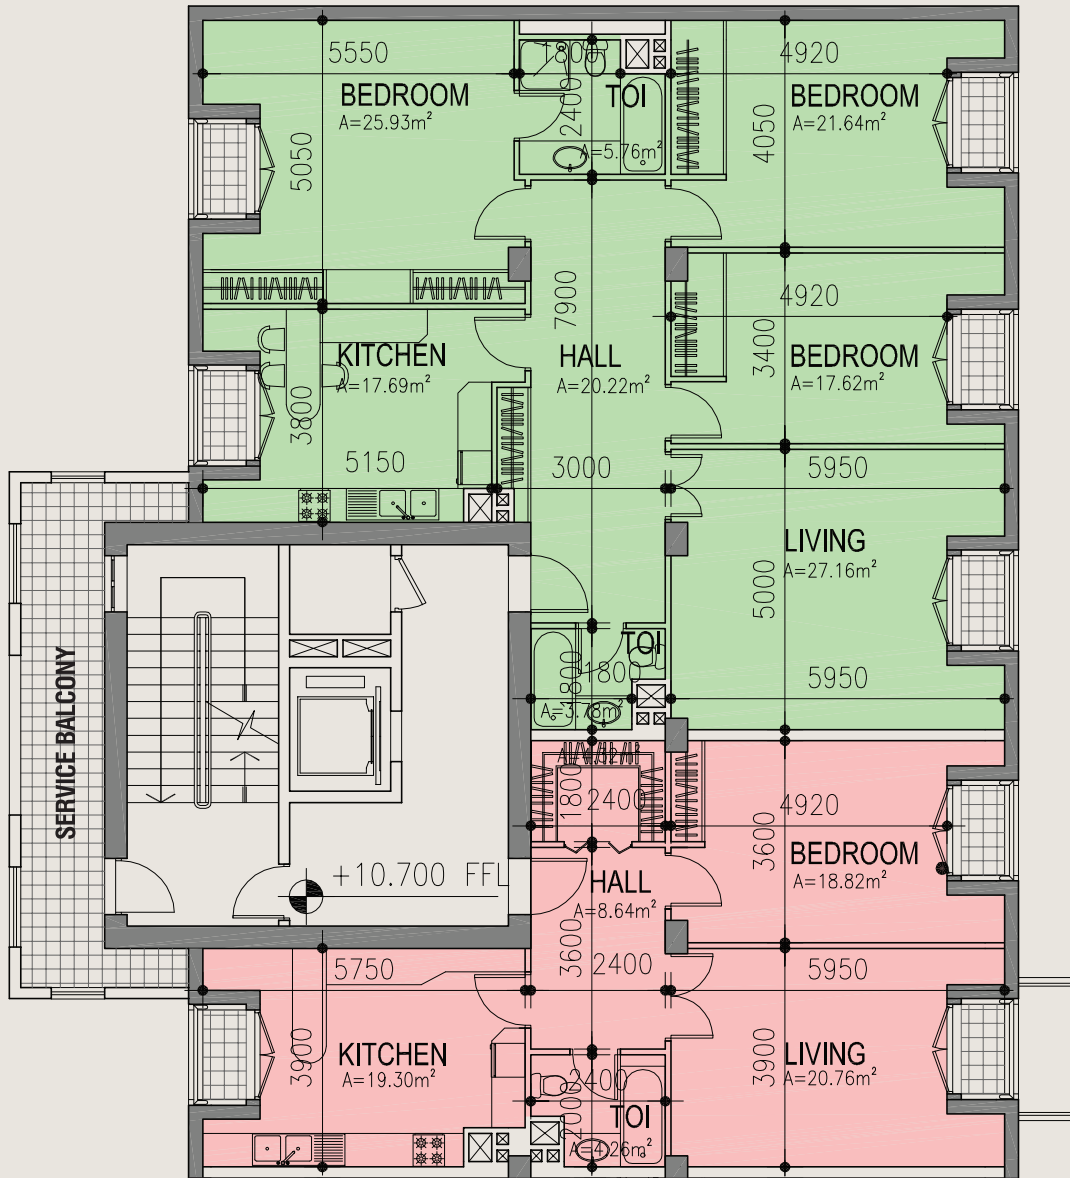 5550
1800
4920
BEDROOM
A=25.93m²
2400
TOI
A=5.76m²
BEDROOM
A=21.64m²
5050
4050
7900
4920
KITCHEN
A=17.69m²
HALL
A=20.22m²
3400
BEDROOM
A=17.62m²
3800
5150
3000
5950
LIVING
A=27.16m²
5000
SERVICE BALCONY
TOI
1800
1800
A=3.78m²
5950
1800
2400
4920
+10.700 FFL
HALL
A=8.64m²
3600
BEDROOM
A=18.82m²
5750
3600
2400
5950
KITCHEN
A=19.30m²
3900
2400
2000
TOI
A=4.26m²
3900
LIVING
A=20.76m²